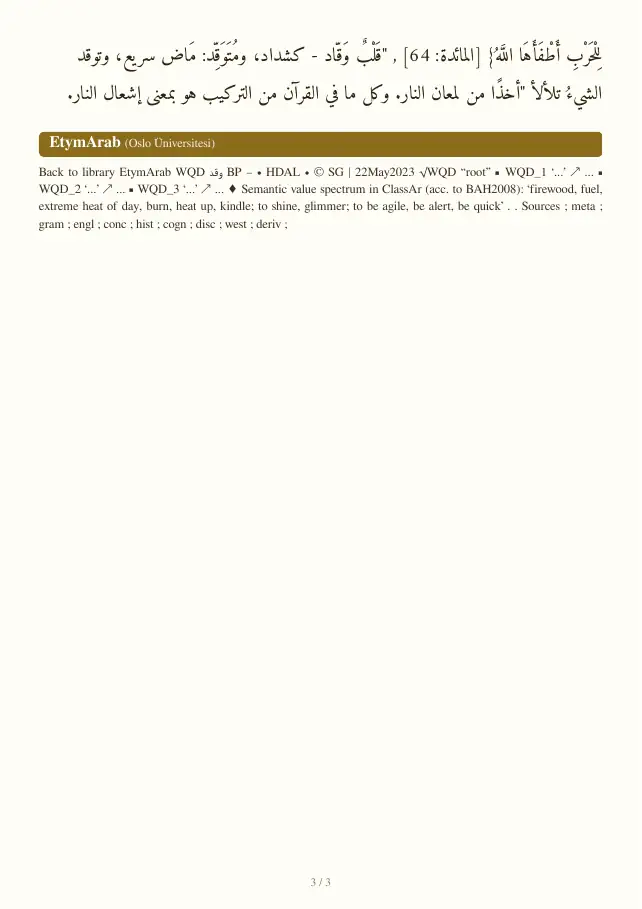 لِلْحَرْبِ أَطْفَأَهَا اللَّهُ} [المائدة: 64] , "قَلْبٌ وَقّاد - كشداد، ومُتَوَقِّد: مَاض سريع، وتوقد
الشيءُ تلألأ "أخذًا من لمعان النار. وكل ما في القرآن من التركيب هو بمعنى إشعال النار.
EtymArab (Oslo Üniversitesi)
Back to library EtymArab WQD وقد BP – • HDAL • © SG | 22May2023 √WQD “root” ▪ WQD_1 ‘...’ ↗ ... ▪
WQD_2 ‘...’ ↗ ... ▪ WQD_3 ‘...’ ↗ ... ♦ Semantic value spectrum in ClassAr (acc. to BAH2008): ‘firewood, fuel,
extreme heat of day, burn, heat up, kindle; to shine, glimmer; to be agile, be alert, be quick’ . . Sources ; meta ;
gram ; engl ; conc ; hist ; cogn ; disc ; west ; deriv ;
3 / 3